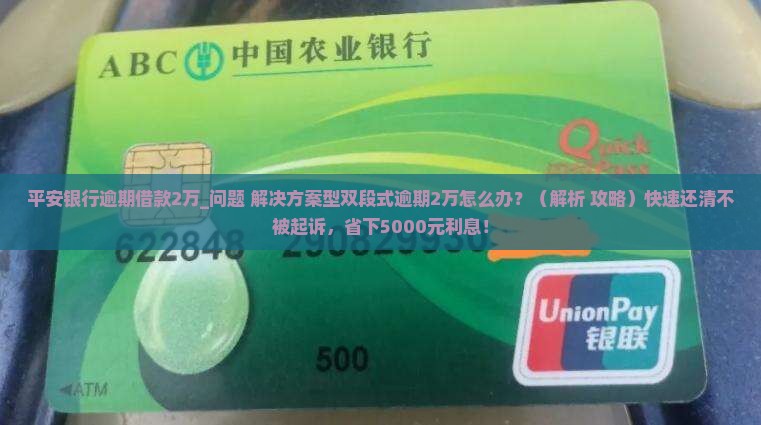 ABC 中国农业银行
Quick
平安银行逾期借款2万_问题 解决方案型双段式逾期2万怎么办？（解析 攻略）快速还清不
被起诉，省下5000元利息！
622848
UnionPay
银联
500
◀ATM